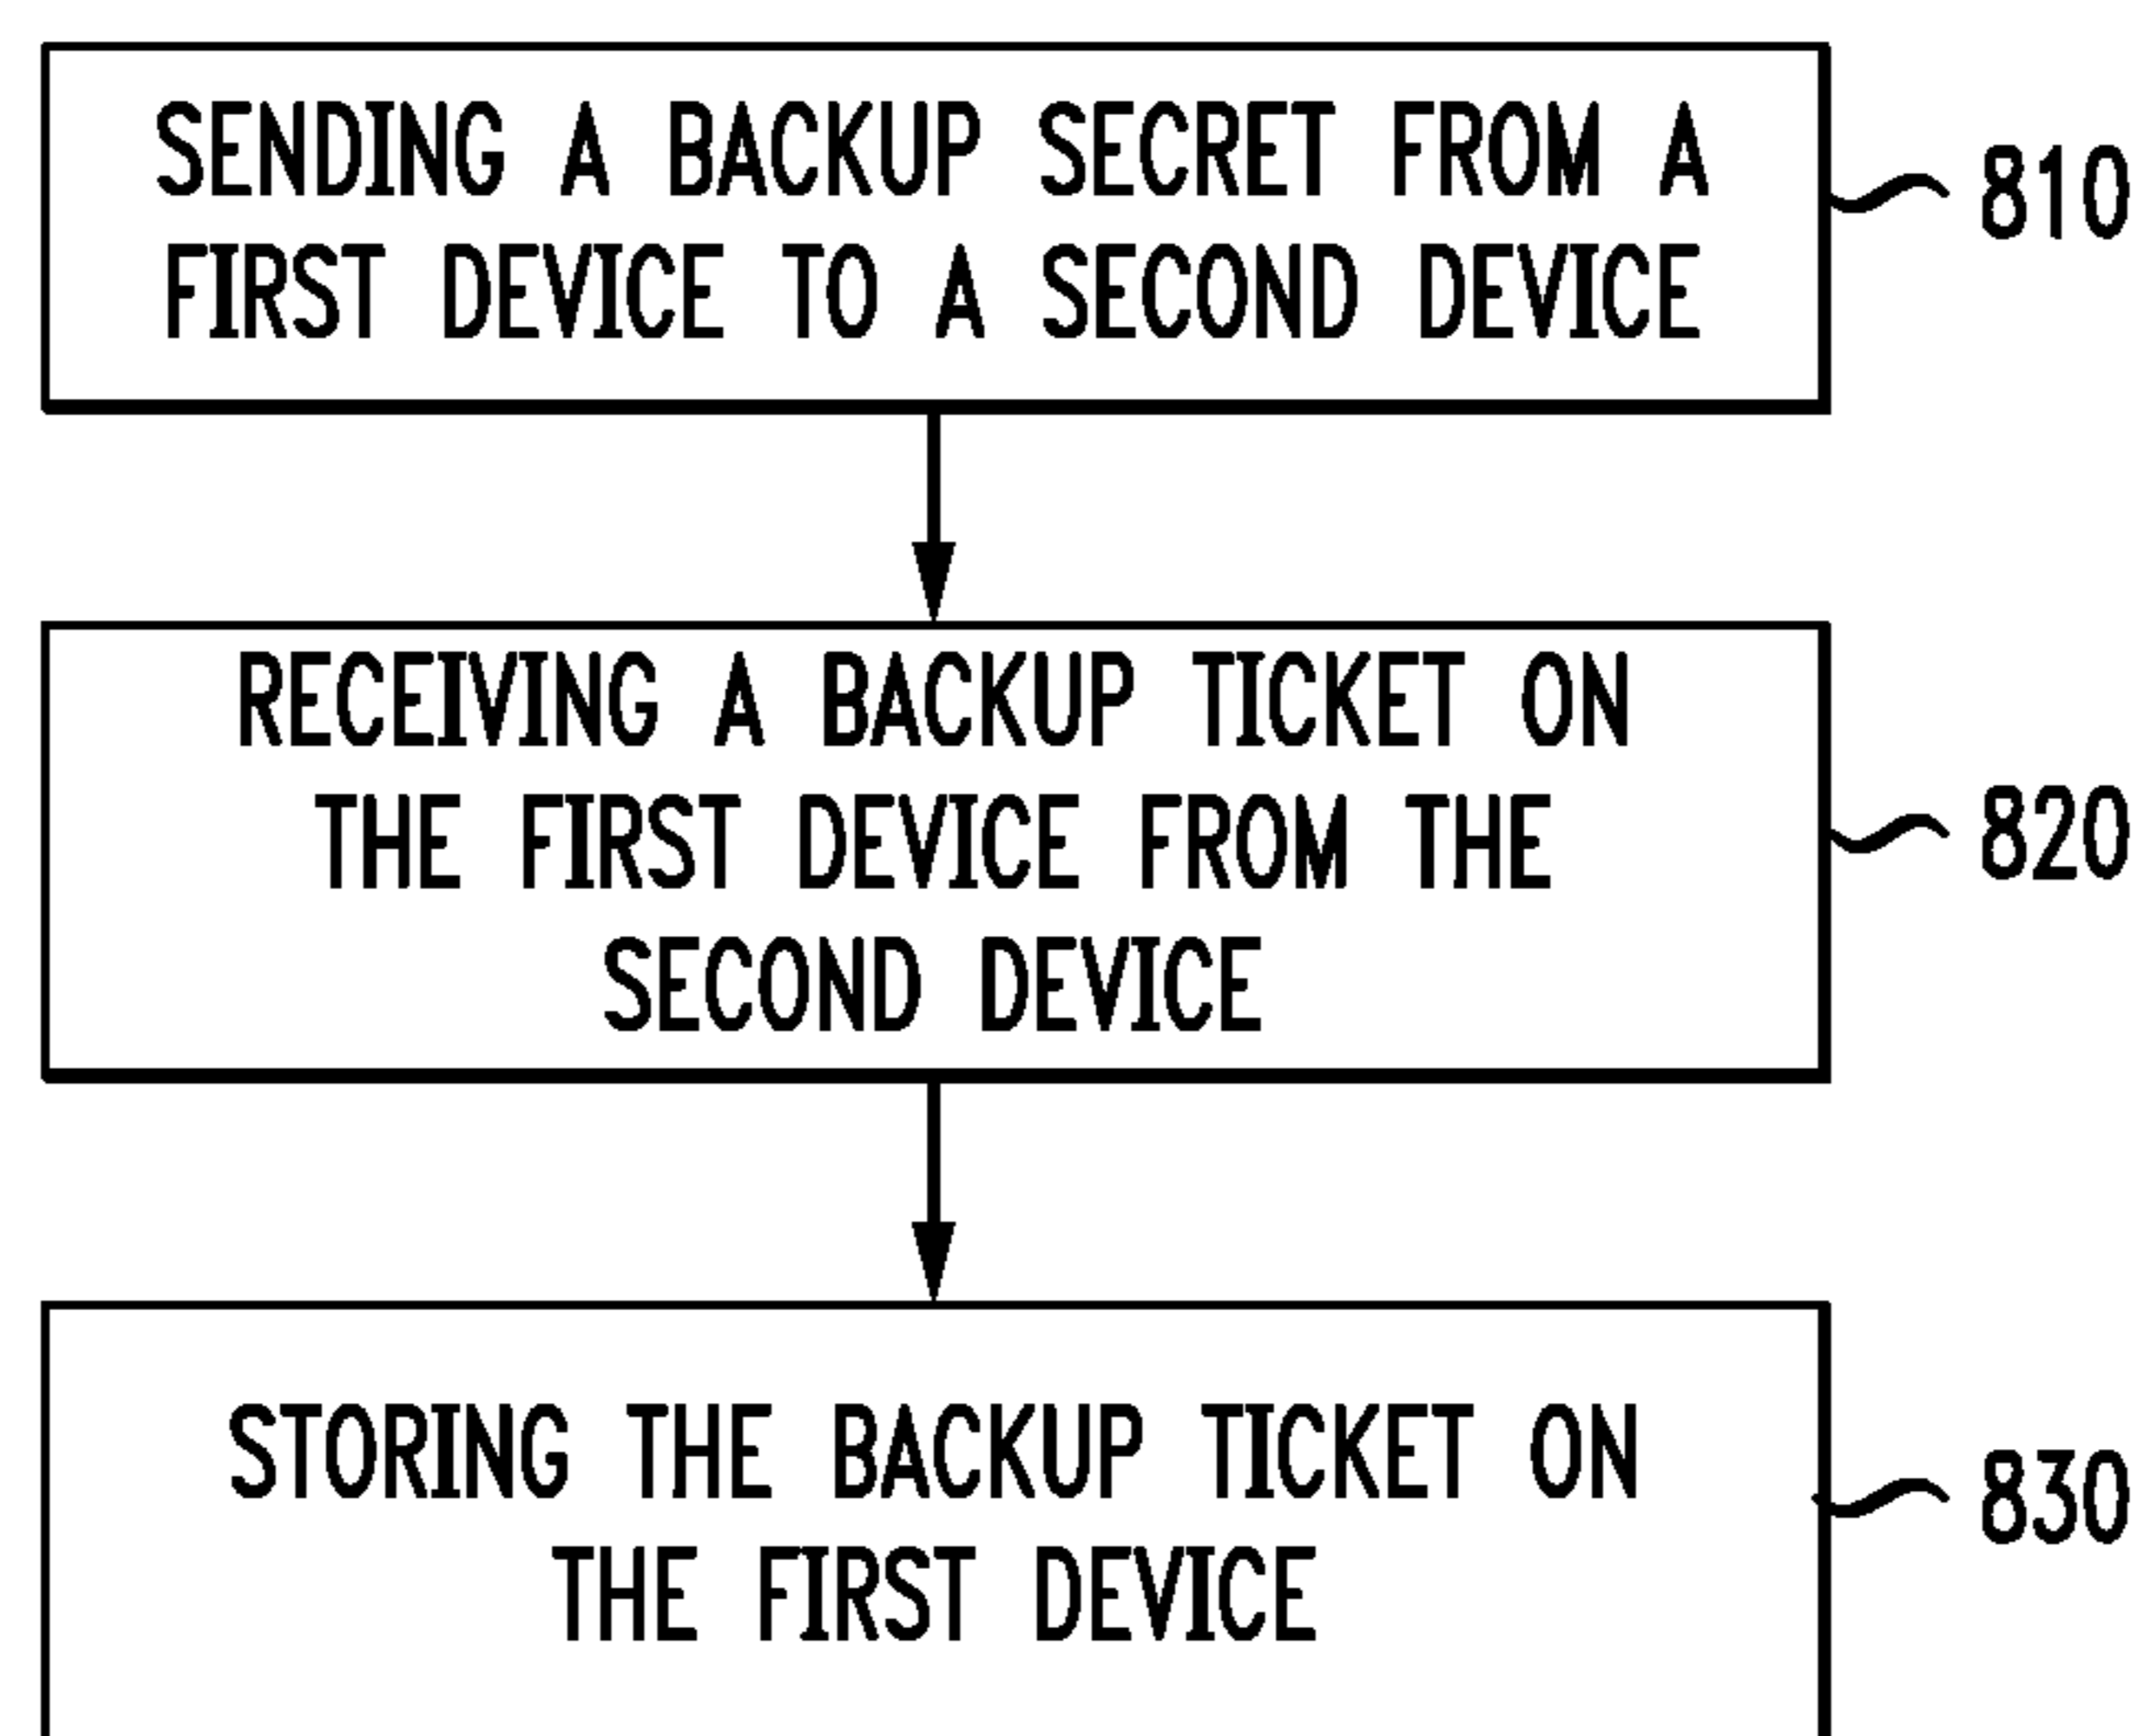 SENDING A BACKUP SECRET FROM A
FIRST DEVICE TO A SECOND DEVICE
810
RECEIVING A BACKUP TICKET ON
THE FIRST DEVICE FROM THE
SECOND DEVICE
820
STORING THE BACKUP TICKET ON
THE FIRST DEVICE
830